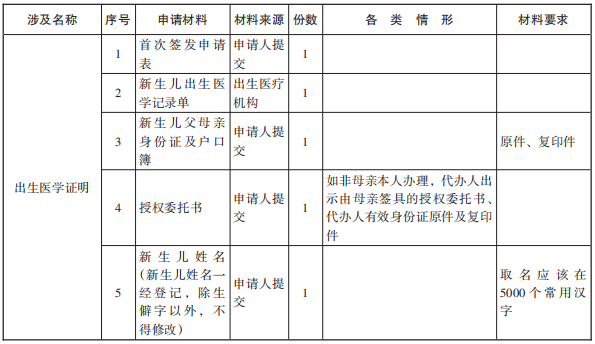 涉及名称 序号 申请材料 材料来源 份数 各类情形 材料要求
出生医学证明
1 首次签发申请表 申请人提交 1
2 新生儿出生医学记录单 出生医疗机构 1
3 新生儿父母亲身份证及户口簿 申请人提交 1 原件、复印件
4 授权委托书 申请人提交 1 如非母亲本人办理，代办人出示由母亲签具的授权委托书、代办人有效身份证原件及复印件
5 新生儿姓名（新生儿姓名一经登记，除生僻字以外，不得修改） 申请人提交 1 取名应该在5000个常用汉字